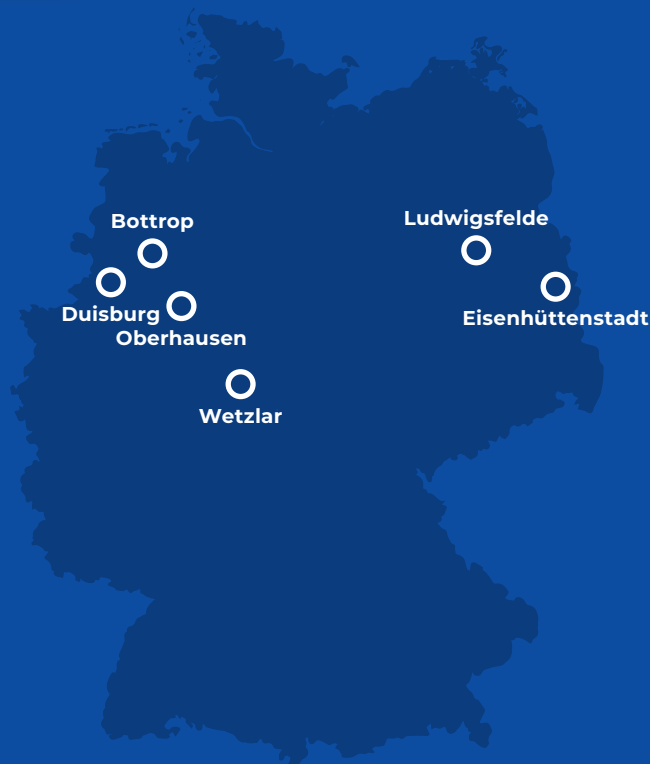 Ludwigsfelde
Bottrop
Duisburg
Eisenhüttenstadt
Oberhausen
Wetzlar